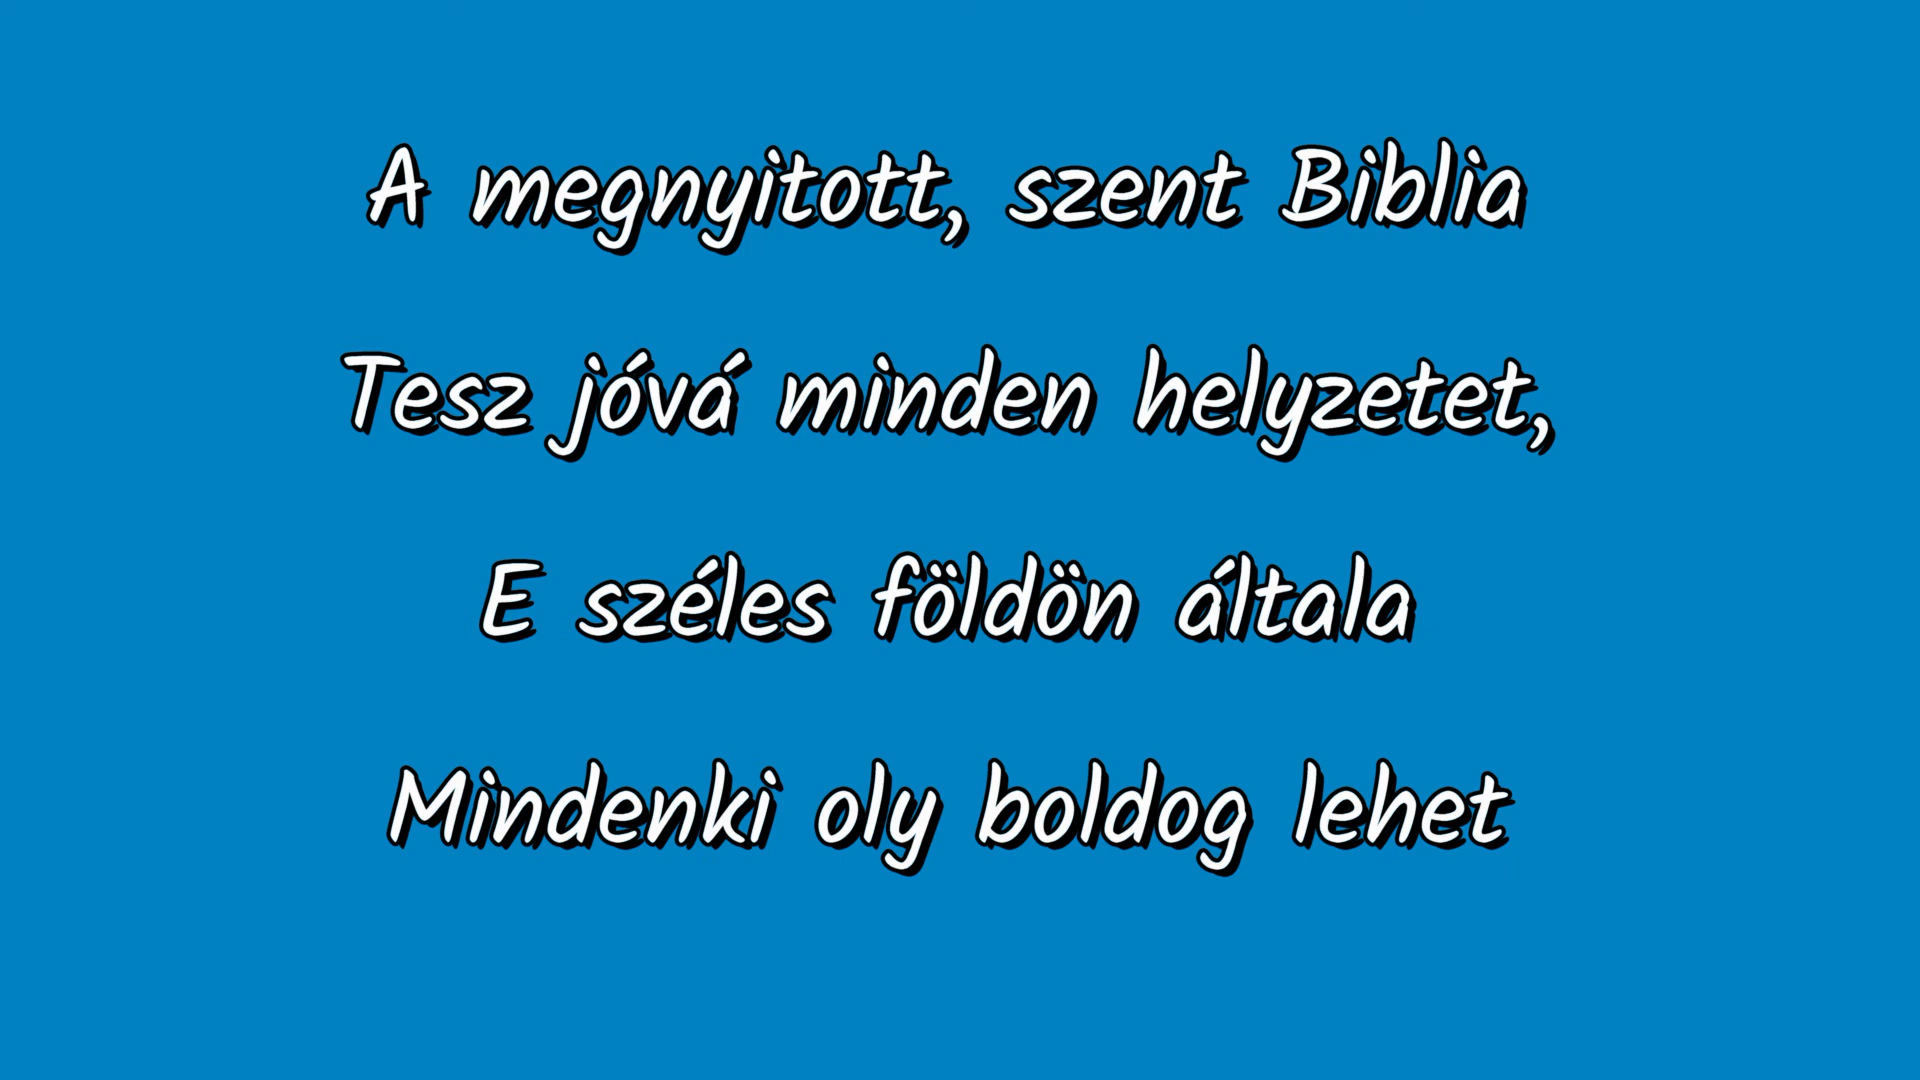 A megnyitott, szent Biblia
Tesz jóvá minden helyzetet,
E széles földön általa
Mindenki oly boldog lehet